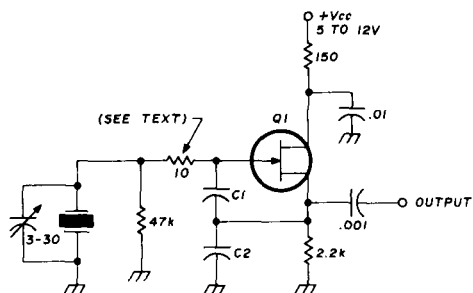 +Vcc
5 TO 12V
150
Q1
.01
(SEE TEXT)
10
C1
3-30
47k
C2
.001
OUTPUT
2.2k